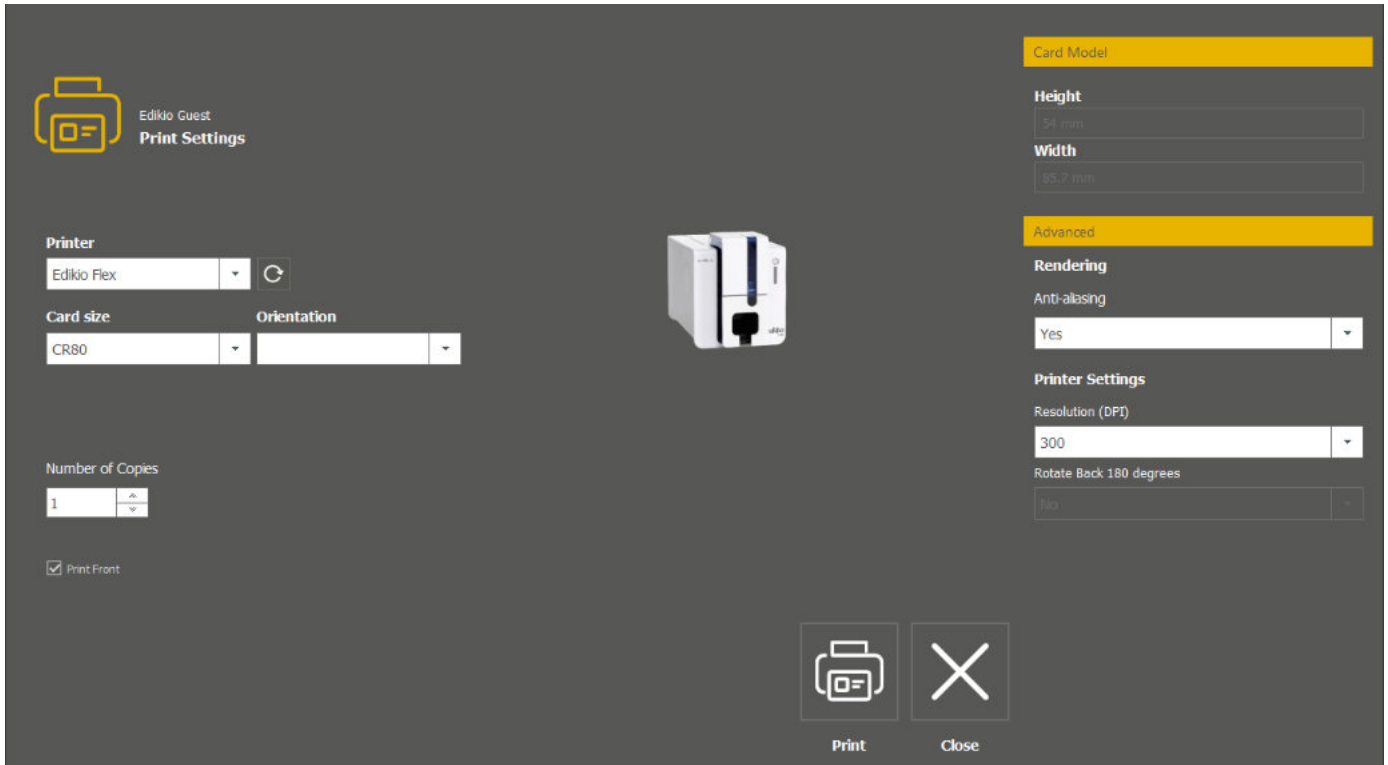 Edikio Guest
Print Settings
Printer
Edikio Flex
Card size
Orientation
CR80
Number of Copies
1
Print Front
Print
Close
Card Model
Height
54 mm
Width
85.7 mm
Advanced
Rendering
Anti-aliasing
Yes
Printer Settings
Resolution (DPI)
300
Rotate Back 180 degrees
No